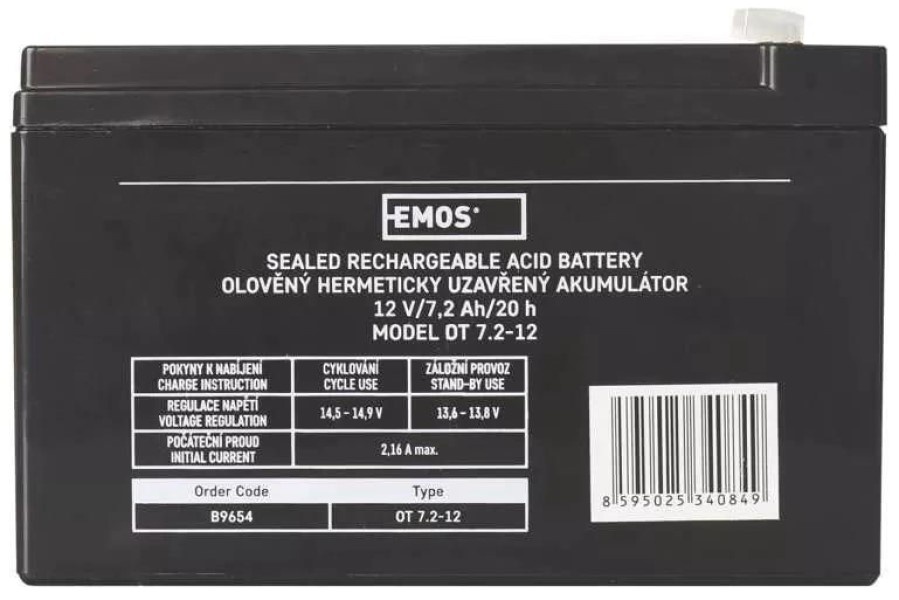 EMOS®
SEALED RECHARGEABLE ACID BATTERY
OLOVĚNÝ HERMETICKY UZAVŘENÝ AKUMULÁTOR
12 V/7,2 Ah/20 h
MODEL OT 7.2-12
POKYNY K NABÍJENÍ
CHARGE INSTRUCTION
CYKLOVÁNÍ
CYCLE USE
ZÁLOŽNÍ PROVOZ
STAND-BY USE
REGULACE NAPĚTÍ
VOLTAGE REGULATION
14,5 - 14,9 V
13,6 - 13,8 V
POČÁTEČNÍ PROUD
INITIAL CURRENT
2,16 A max.
Order Code
Type
B9654
OT 7.2-12
8 595025 340849